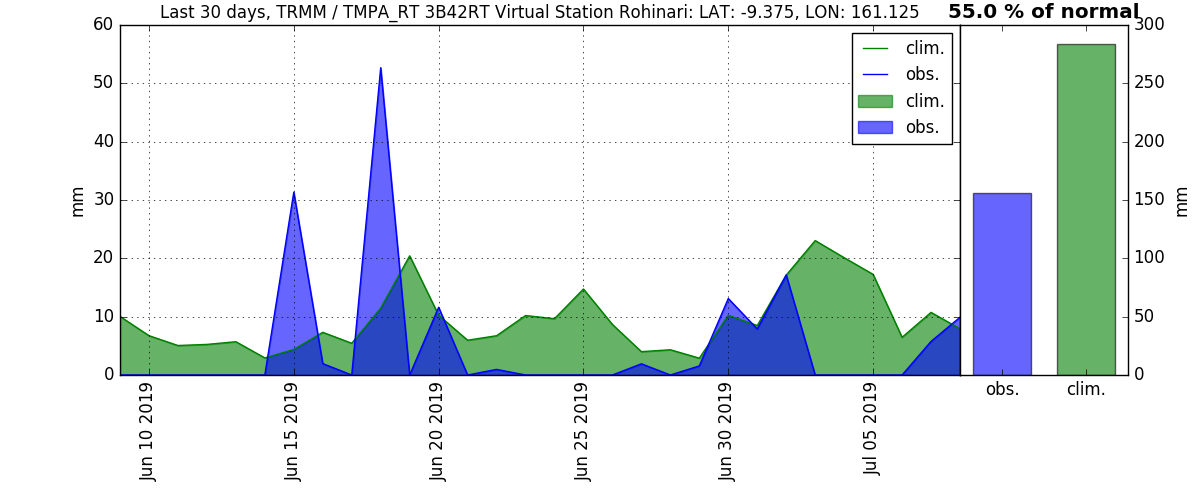 Last 30 days, TRMM / TMPA_RT 3B42RT Virtual Station Rohinari: LAT: -9.375, LON: 161.125
55.0 % of normal
60
50
40
30
20
10
0
mm
clim.
obs.
clim.
obs.
300
250
200
150
100
50
0
mm
Jun 10 2019
Jun 15 2019
Jun 20 2019
Jun 25 2019
Jun 30 2019
Jul 05 2019
obs.
clim.